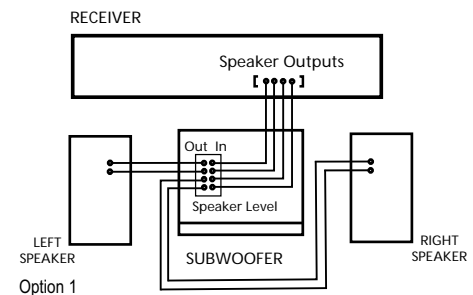 RECEIVER
Speaker Outputs
Out In
Speaker Level
LEFT
SPEAKER
SUBWOOFER
RIGHT
SPEAKER
Option 1